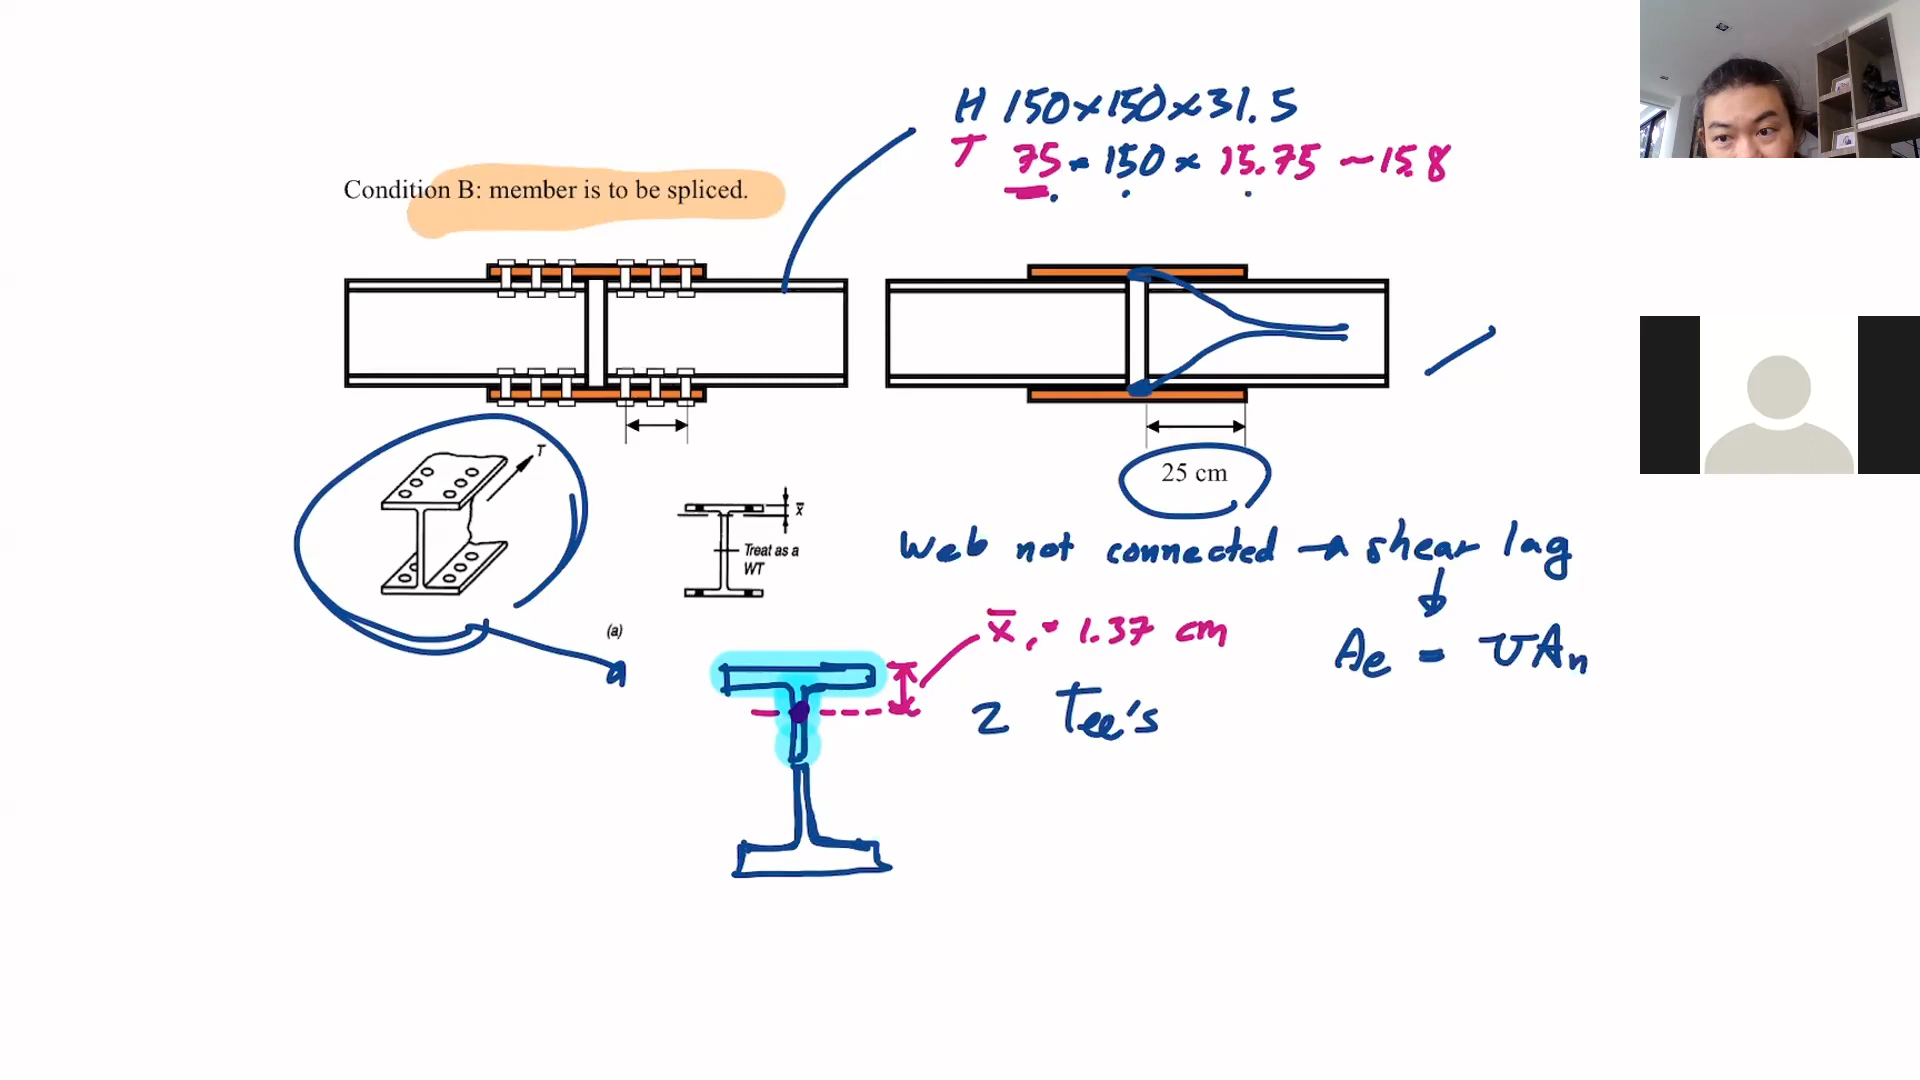 H 150×150×31.5
T 75 × 150 × 15.75 ~ 15.8
Condition B: member is to be spliced.
25 cm
T
x̄
Treat as a
WT
(a)
Web not connected → shear lag
Ae = UAn
x̄₁ = 1.37 cm
2 Tee's